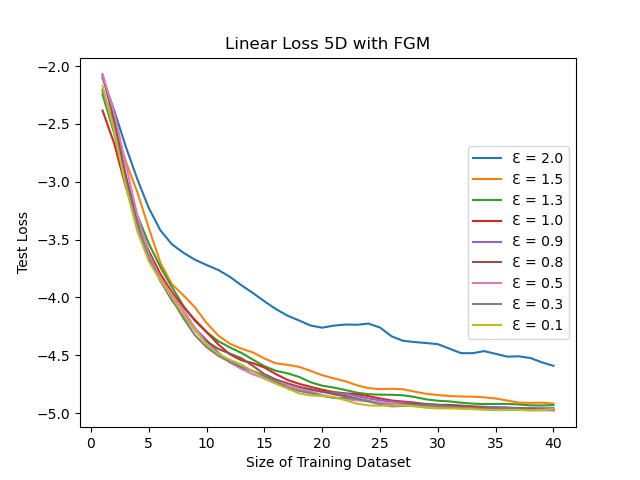 Linear Loss 5D with FGM
−2.0
−2.5
−3.0
−3.5
−4.0
−4.5
−5.0
Test Loss
Ɛ = 2.0
Ɛ = 1.5
Ɛ = 1.3
Ɛ = 1.0
Ɛ = 0.9
Ɛ = 0.8
Ɛ = 0.5
Ɛ = 0.3
Ɛ = 0.1
0 5 10 15 20 25 30 35 40
Size of Training Dataset